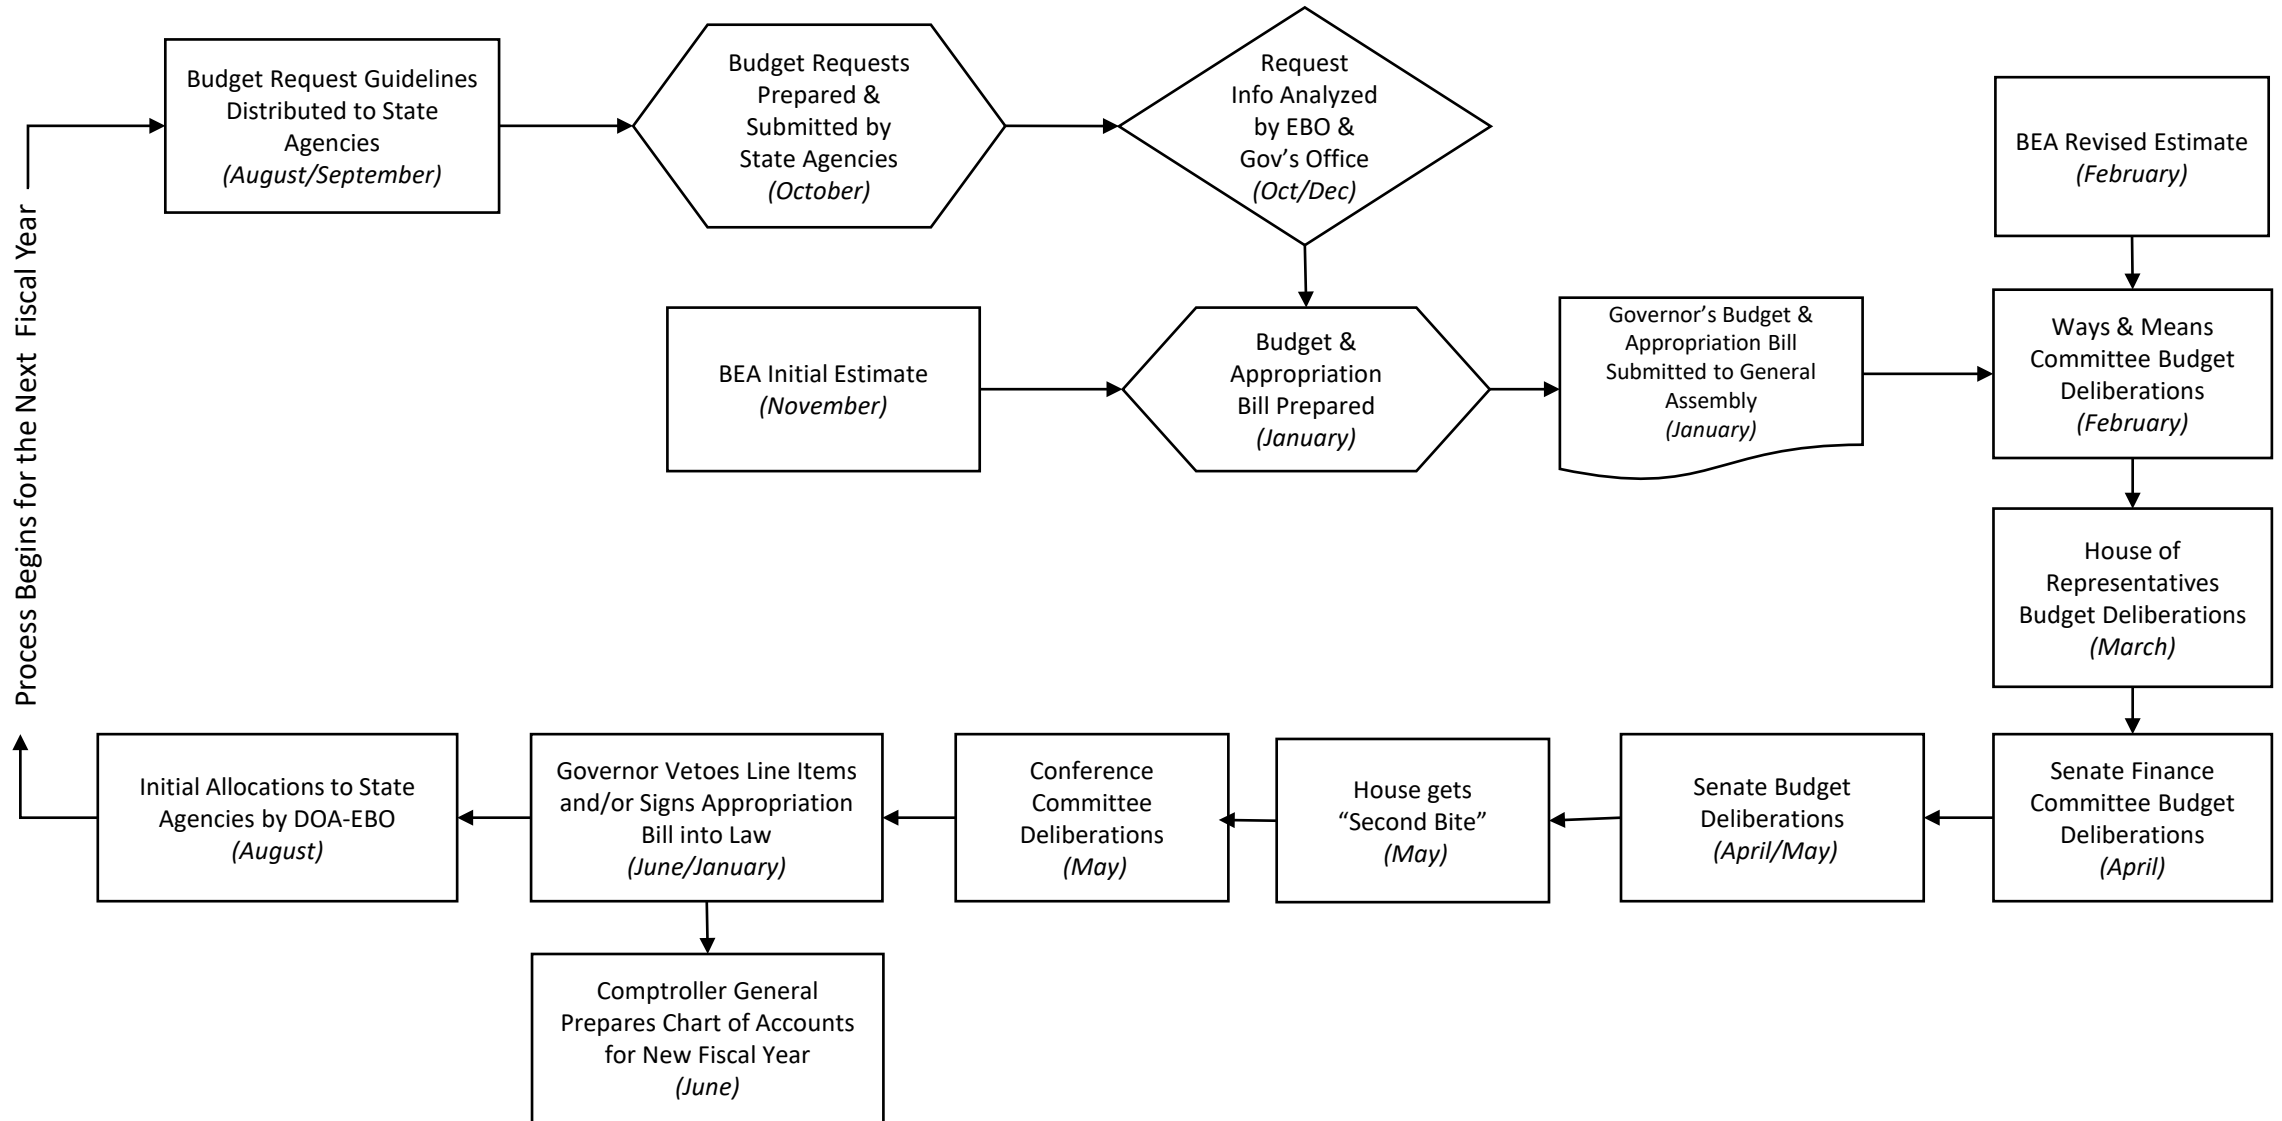 Budget Request Guidelines
Distributed to State
Agencies
(August/September)
Budget Requests
Prepared &
Submitted by
State Agencies
(October)
Request
Info Analyzed
by EBO &
Gov’s Office
(Oct/Dec)
BEA Revised Estimate
(February)
Process Begins for the Next Fiscal Year
BEA Initial Estimate
(November)
Budget &
Appropriation
Bill Prepared
(January)
Governor’s Budget &
Appropriation Bill
Submitted to General
Assembly
(January)
Ways & Means
Committee Budget
Deliberations
(February)
House of
Representatives
Budget Deliberations
(March)
Senate Finance
Committee Budget
Deliberations
(April)
Senate Budget
Deliberations
(April/May)
House gets
“Second Bite”
(May)
Conference
Committee
Deliberations
(May)
Governor Vetoes Line Items
and/or Signs Appropriation
Bill into Law
(June/January)
Initial Allocations to State
Agencies by DOA-EBO
(August)
Comptroller General
Prepares Chart of Accounts
for New Fiscal Year
(June)